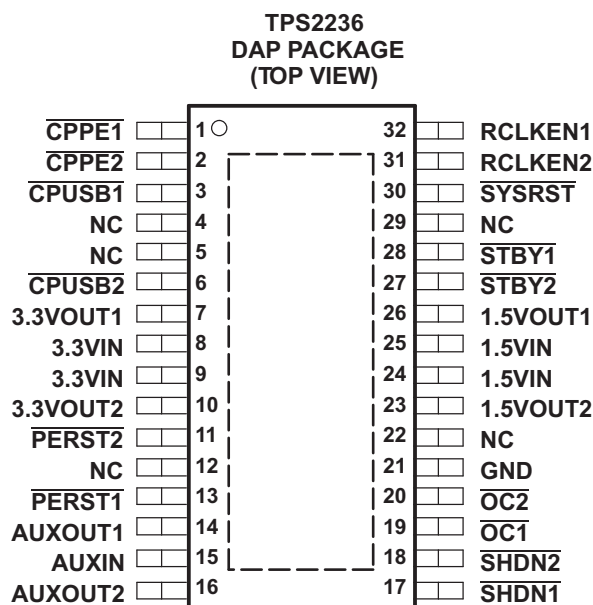 TPS2236
DAP PACKAGE
(TOP VIEW)
CPPE1 1 32 RCLKEN1
CPPE2 2 31 RCLKEN2
CPUSB1 3 30 SYSRST
NC 4 29 NC
NC 5 28 STBY1
CPUSB2 6 27 STBY2
3.3VOUT1 7 26 1.5VOUT1
3.3VIN 8 25 1.5VIN
3.3VIN 9 24 1.5VIN
3.3VOUT2 10 23 1.5VOUT2
PERST2 11 22 NC
NC 12 21 GND
PERST1 13 20 OC2
AUXOUT1 14 19 OC1
AUXIN 15 18 SHDN2
AUXOUT2 16 17 SHDN1